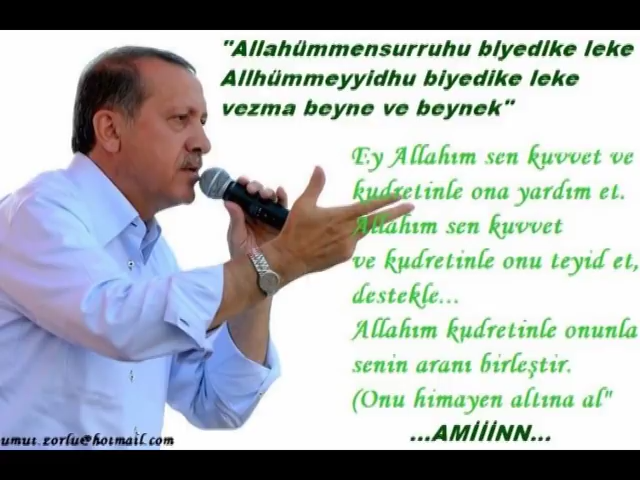 "Allahümmensurruhu biyedike leke
Allhümmeyyidhu biyedike leke
vezma beyne ve beynek"
Ey Allahım sen kuvvet ve
kudretinle ona yardım et.
Allahım sen kuvvet
ve kudretinle onu teyid et,
destekle...
Allahım kudretinle onunla
senin aranı birleştir.
(Onu himayen altına al"
...AMİİİNN...
umut.zorlu@hotmail.com